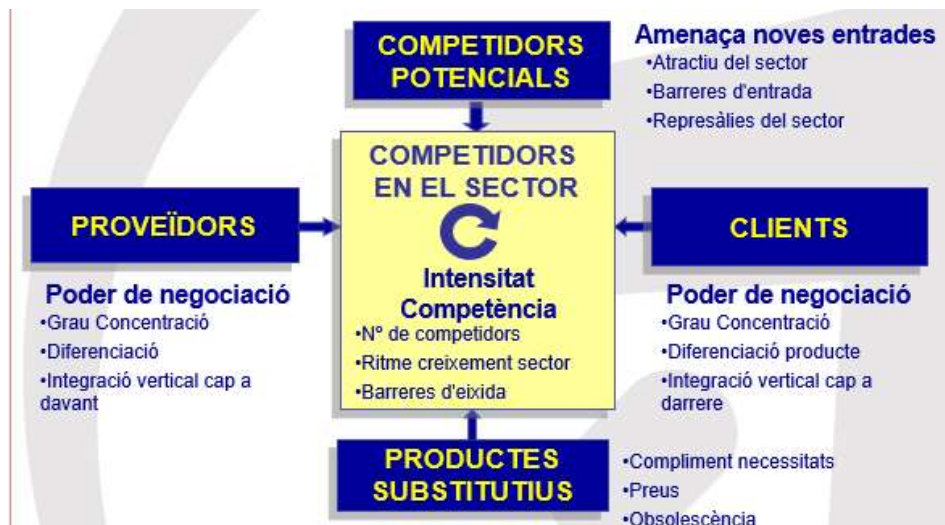 COMPETIDORS
POTENCIALS
Amenaça noves entrades
•Atractiu del sector
•Barreres d'entrada
•Represàlies del sector
COMPETIDORS
EN EL SECTOR
Intensitat
Competència
•Nº de competidors
•Ritme creixement sector
•Barreres d'eixida
PROVEÏDORS
Poder de negociació
•Grau Concentració
•Diferenciació
•Integració vertical cap a
davant
CLIENTS
Poder de negociació
•Grau Concentració
•Diferenciació producte
•Integració vertical cap a
darrere
PRODUCTES
SUBSTITUTIUS
•Compliment necessitats
•Preus
•Obsolescència